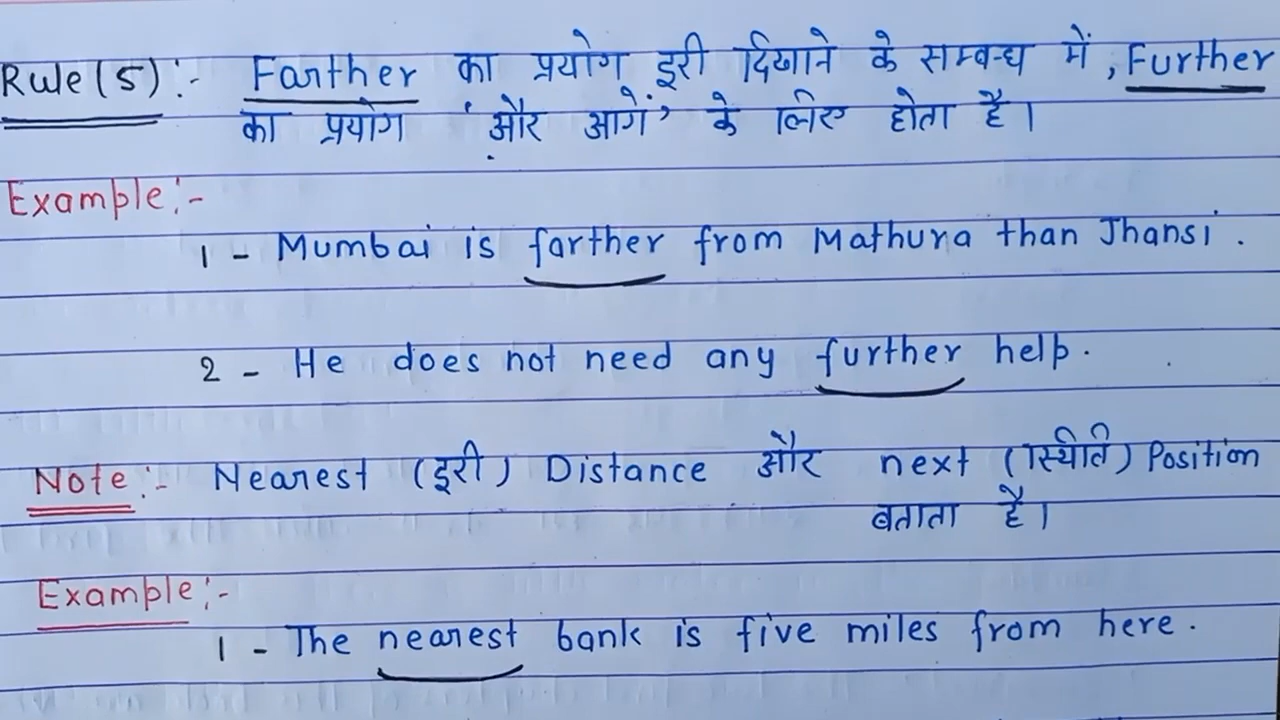 Rule (5):- Farther का प्रयोग दूरी दिखाने के सम्बन्ध में, Further
का प्रयोग 'और आगे' के लिए होता है।
Example:-
1 - Mumbai is farther from Mathura than Jhansi.
2 - He does not need any further help.
Note:- Nearest (दूरी) Distance और next (स्थिति) Position
बताता है।
Example:-
1 - The nearest bank is five miles from here.